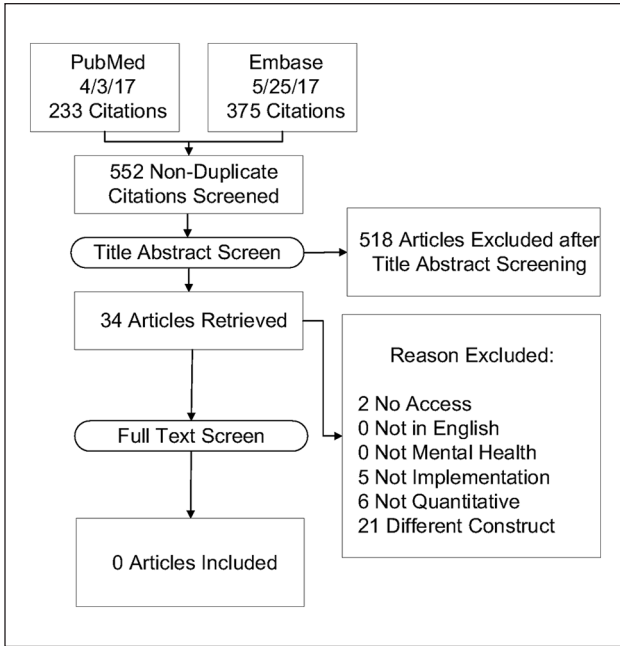 PubMed
4/3/17
233 Citations
Embase
5/25/17
375 Citations
552 Non-Duplicate
Citations Screened
Title Abstract Screen
518 Articles Excluded after
Title Abstract Screening
34 Articles Retrieved
Reason Excluded:
2 No Access
0 Not in English
0 Not Mental Health
5 Not Implementation
6 Not Quantitative
21 Different Construct
Full Text Screen
0 Articles Included